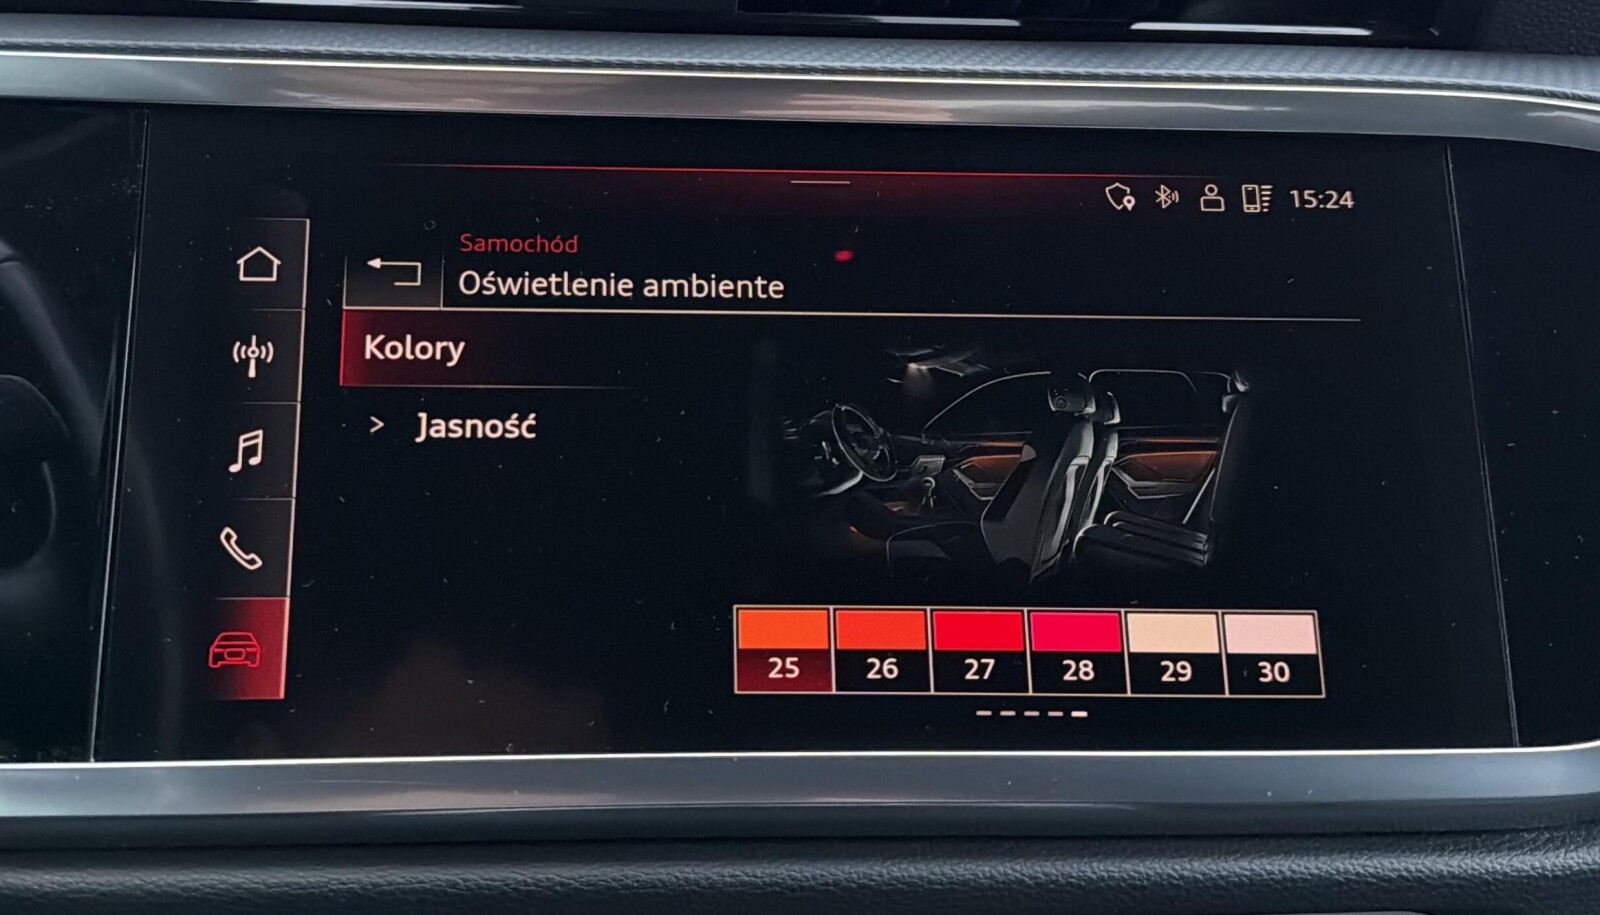 15:24
Samochód
Oświetlenie ambiente
Kolory
> Jasność
25 26 27 28 29 30